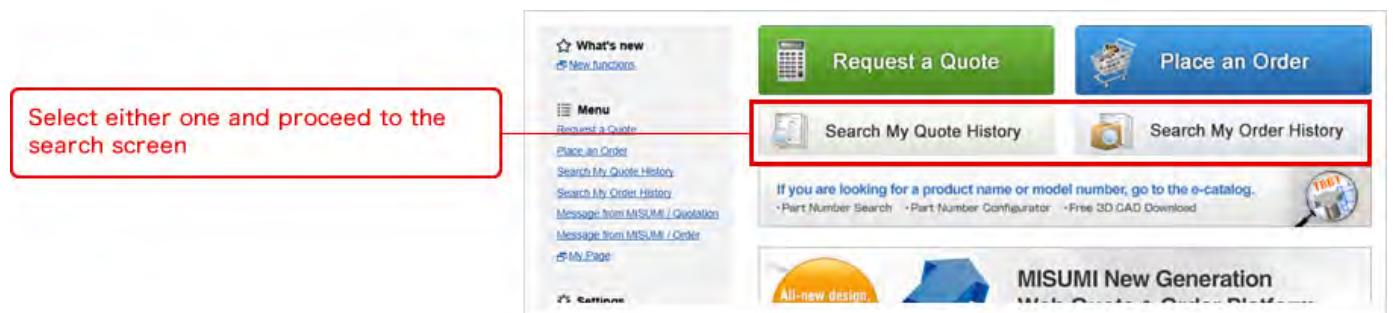 Select either one and proceed to the
search screen
What's new
New functions
Menu
Request a Quote
Place an Order
Search My Quote History
Search My Order History
Message from MISUMI / Quotation
Message from MISUMI / Order
My Page
Settings
Request a Quote
Place an Order
Search My Quote History
Search My Order History
If you are looking for a product name or model number, go to the e-catalog.
・Part Number Search ・Part Number Configurator ・Free 3D CAD Download
All-new design,
MISUMI New Generation
Web Quote & Order Platform